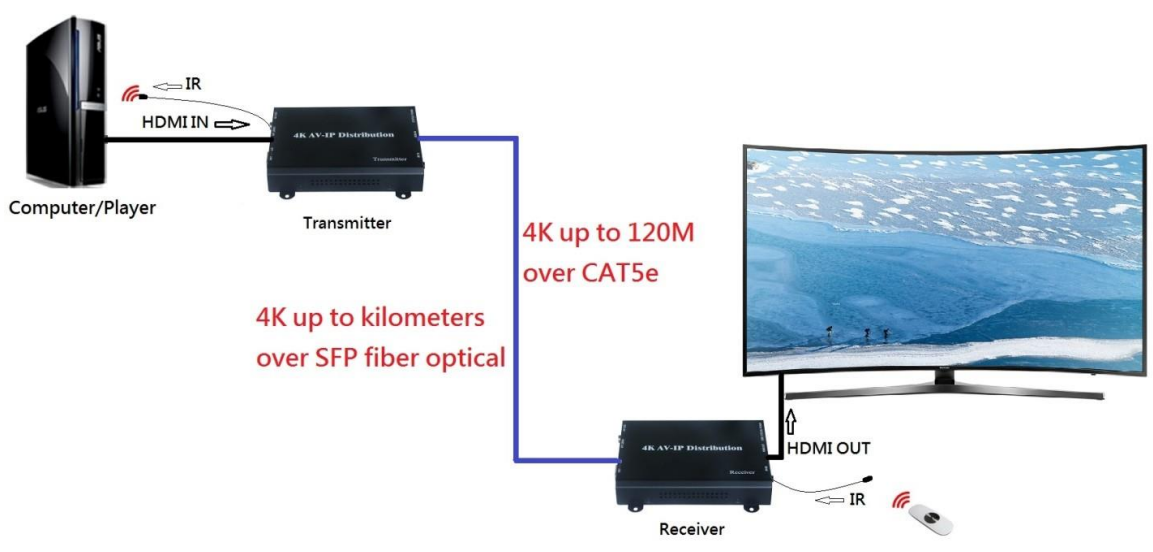 IR
HDMI IN
4K AV-IP Distribution
Transmitter
Computer/Player
Transmitter
4K up to 120M
over CAT5e
4K up to kilometers
over SFP fiber optical
4K AV-IP Distribution
Receiver
HDMI OUT
IR
Receiver